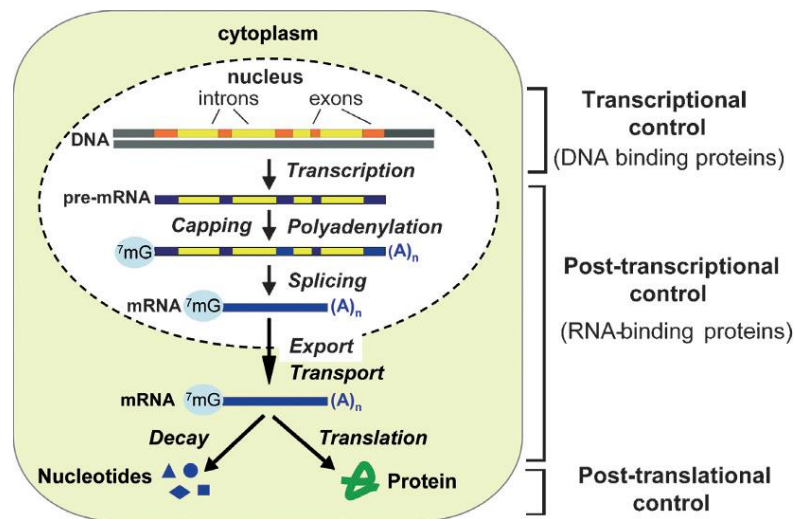 cytoplasm
nucleus
introns exons
DNA
Transcription
pre-mRNA
Capping Polyadenylation
⁷mG (A)ₙ
Splicing
mRNA ⁷mG (A)ₙ
Export
Transport
mRNA ⁷mG (A)ₙ
Decay Translation
Nucleotides Protein
Transcriptional
control
(DNA binding proteins)
Post-transcriptional
control
(RNA-binding proteins)
Post-translational
control